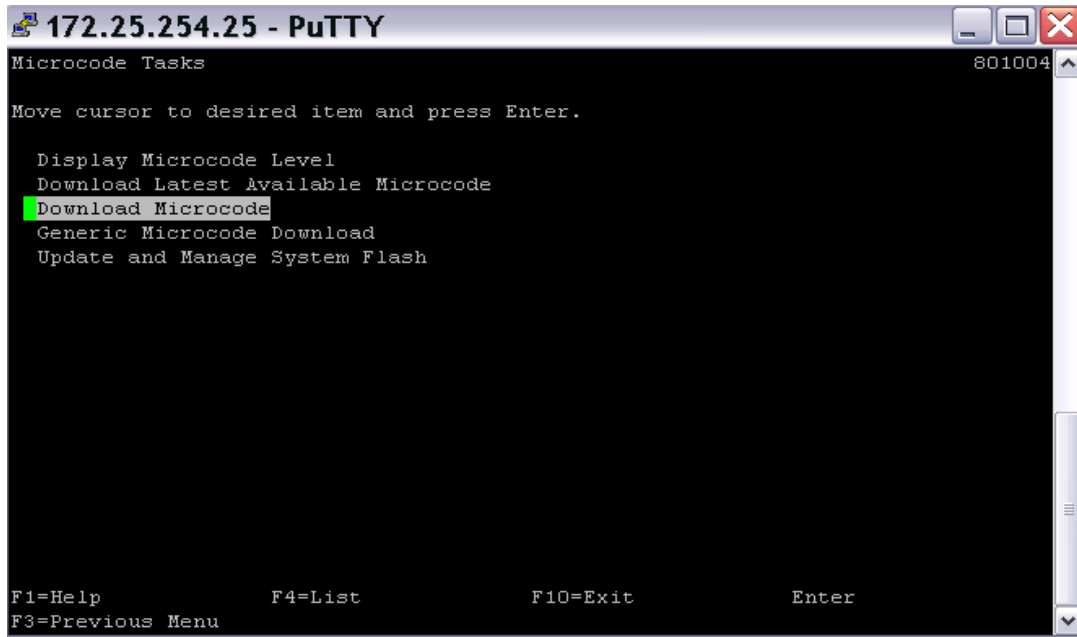 172.25.254.25 - PuTTY
Microcode Tasks 801004
Move cursor to desired item and press Enter.
Display Microcode Level
Download Latest Available Microcode
Download Microcode
Generic Microcode Download
Update and Manage System Flash
F1=Help F4=List F10=Exit Enter
F3=Previous Menu